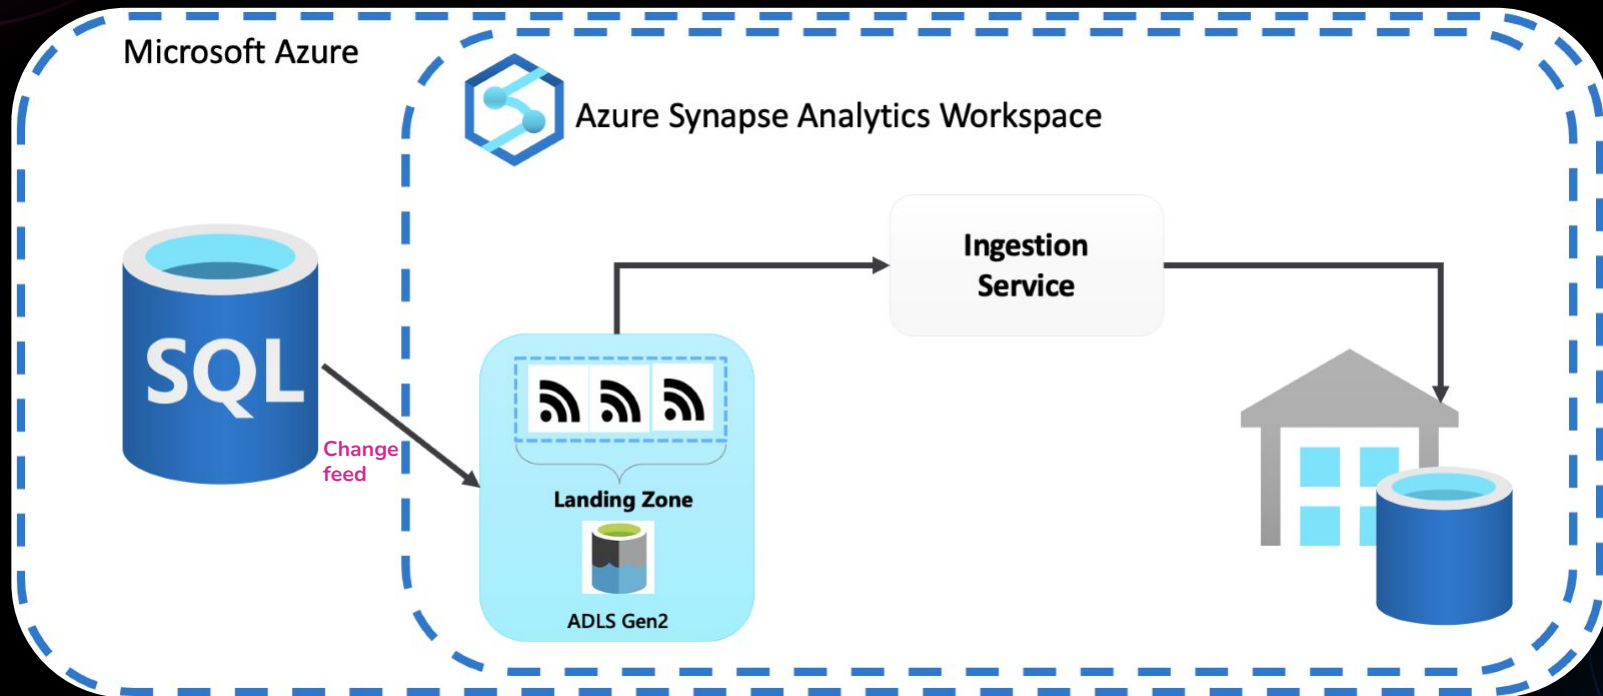 Microsoft Azure
Azure Synapse Analytics Workspace
SQL
Change
feed
Ingestion
Service
Landing Zone
ADLS Gen2